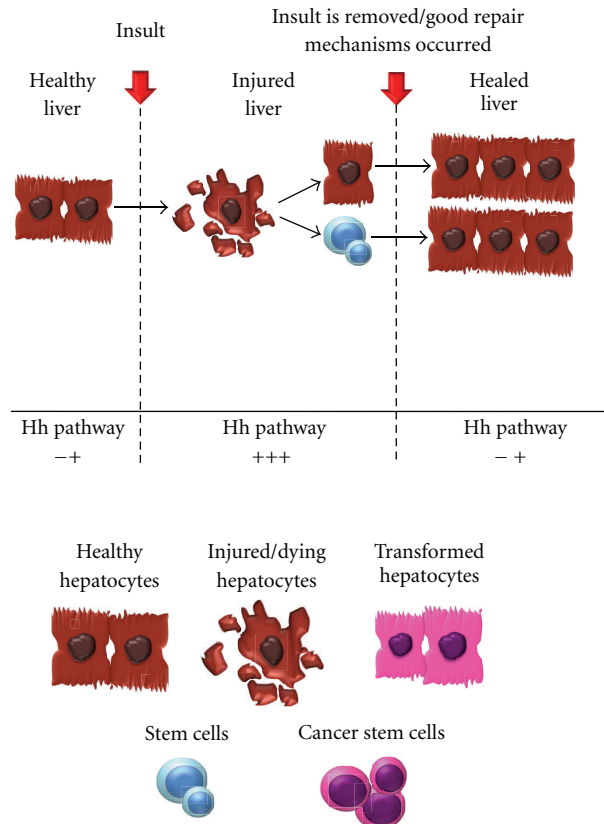 Insult
Insult is removed/good repair
mechanisms occurred
Healthy
liver
Injured
liver
Healed
liver
Hh pathway
−+
Hh pathway
+++
Hh pathway
− +
Healthy
hepatocytes
Injured/dying
hepatocytes
Transformed
hepatocytes
Stem cells
Cancer stem cells